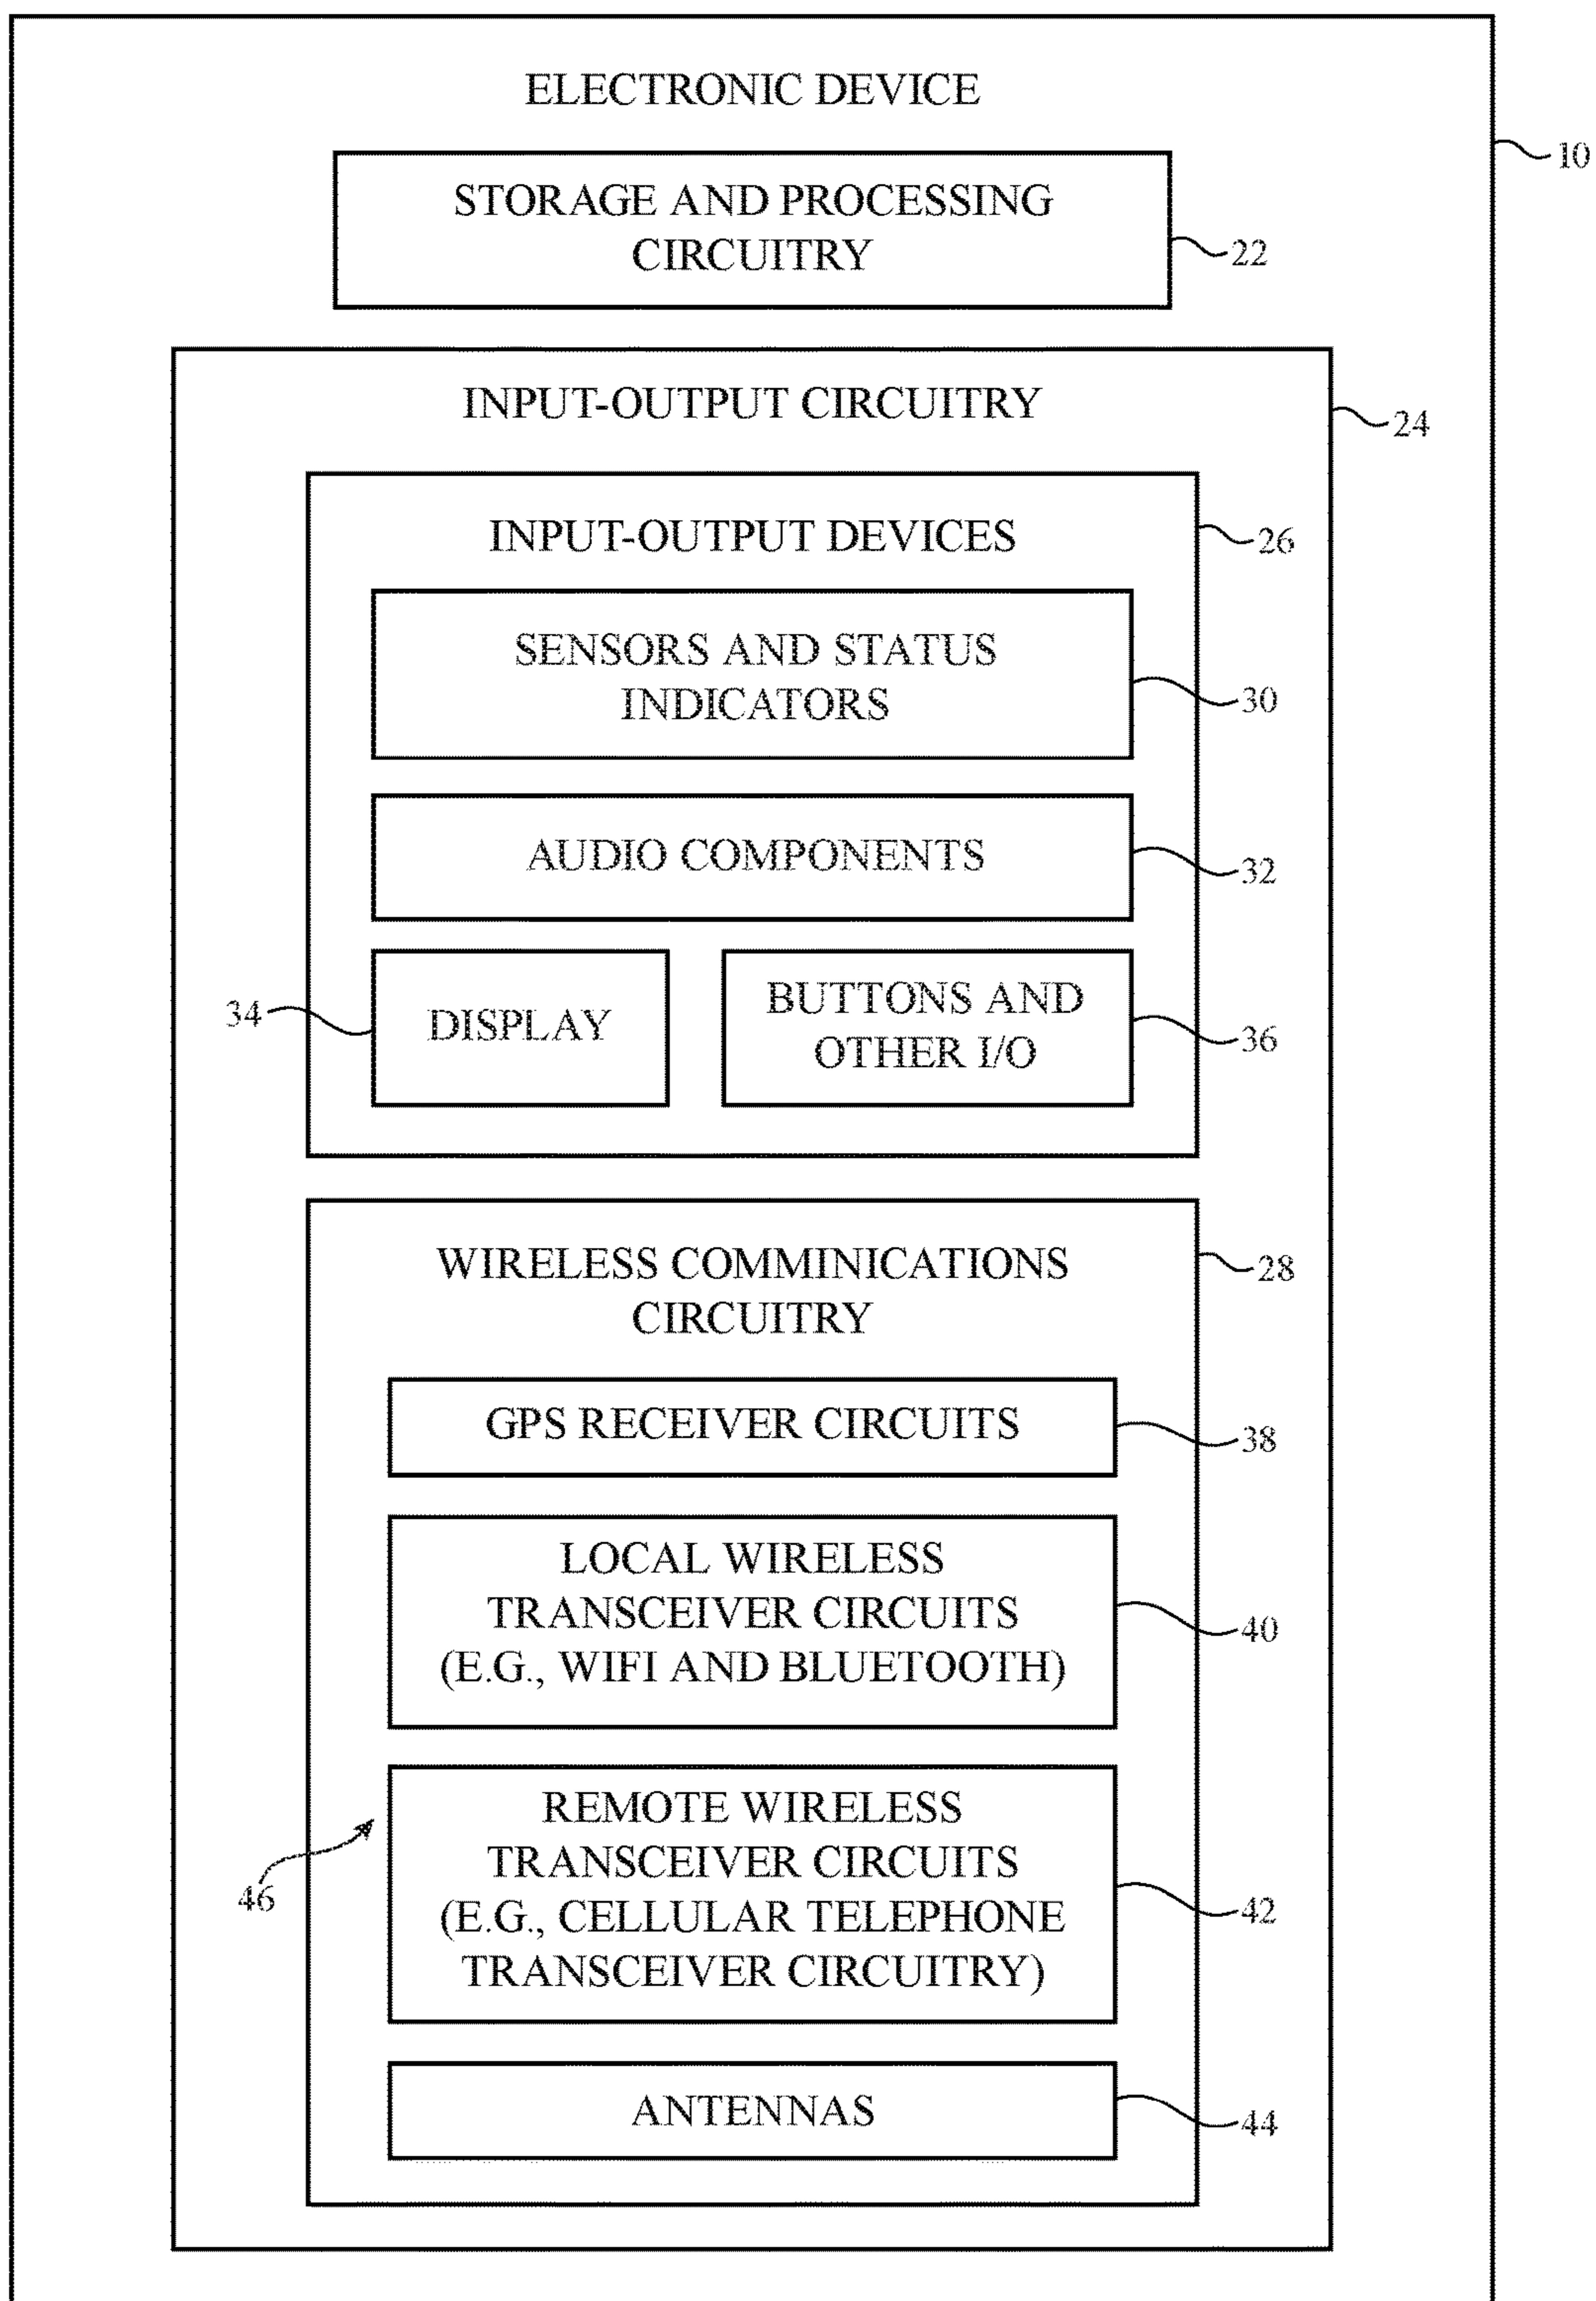 ELECTRONIC DEVICE
10
STORAGE AND PROCESSING
CIRCUITRY
22
INPUT-OUTPUT CIRCUITRY
24
INPUT-OUTPUT DEVICES
26
SENSORS AND STATUS
INDICATORS
30
AUDIO COMPONENTS
32
34
DISPLAY
BUTTONS AND
OTHER I/O
36
WIRELESS COMMINICATIONS
CIRCUITRY
28
GPS RECEIVER CIRCUITS
38
LOCAL WIRELESS
TRANSCEIVER CIRCUITS
(E.G., WIFI AND BLUETOOTH)
40
REMOTE WIRELESS
TRANSCEIVER CIRCUITS
(E.G., CELLULAR TELEPHONE
TRANSCEIVER CIRCUITRY)
46
42
ANTENNAS
44